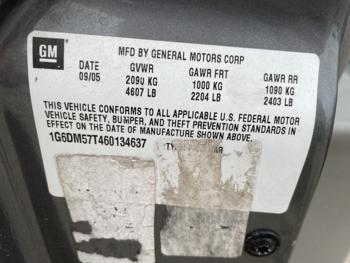 GM
MFD BY GENERAL MOTORS CORP
DATE GVWR GAWR FRT GAWR RR
09/05 2090 KG 1000 KG 1090 KG
4607 LB 2204 LB 2403 LB
THIS VEHICLE CONFORMS TO ALL APPLICABLE U.S. FEDERAL MOTOR
VEHICLE SAFETY, BUMPER, AND THEFT PREVENTION STANDARDS IN
EFFECT ON THE DATE OF MANUFACTURE SHOWN ABOVE.
1G6DM57T460134637